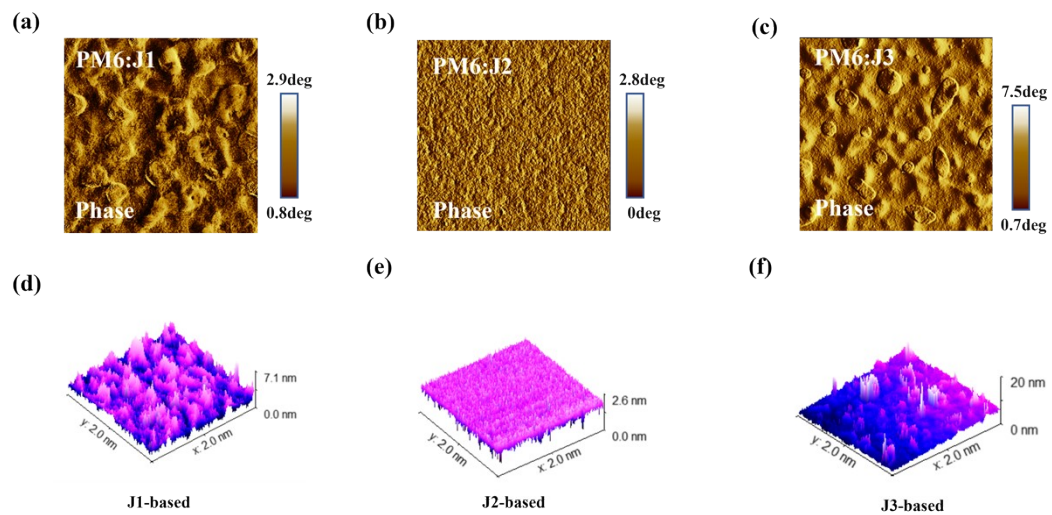 (a)
(b)
(c)
PM6:J1
2.9deg
0.8deg
Phase
PM6:J2
2.8deg
0deg
Phase
PM6:J3
7.5deg
0.7deg
Phase
(d)
(e)
(f)
7.1 nm
0.0 nm
y: 2.0 nm
x: 2.0 nm
J1-based
2.6 nm
0.0 nm
y: 2.0 nm
x: 2.0 nm
J2-based
20 nm
0 nm
y: 2.0 nm
x: 2.0 nm
J3-based